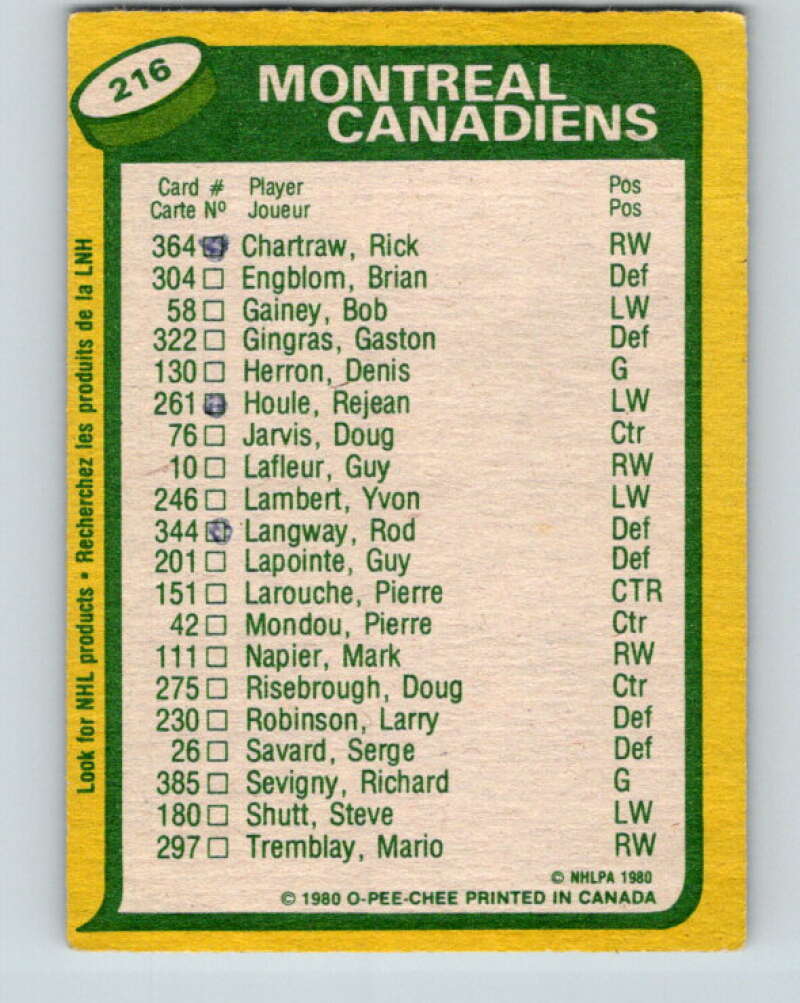 216
MONTREAL
CANADIENS
Card # Player Pos
Carte Nº Joueur Pos
364 Chartraw, Rick RW
304 □ Engblom, Brian Def
58 □ Gainey, Bob LW
322 □ Gingras, Gaston Def
130 □ Herron, Denis G
261 Houle, Rejean LW
76 □ Jarvis, Doug Ctr
10 □ Lafleur, Guy RW
246 □ Lambert, Yvon LW
344 Langway, Rod Def
201 □ Lapointe, Guy Def
151 □ Larouche, Pierre CTR
42 □ Mondou, Pierre Ctr
111 □ Napier, Mark RW
275 □ Risebrough, Doug Ctr
230 □ Robinson, Larry Def
26 □ Savard, Serge Def
385 □ Sevigny, Richard G
180 □ Shutt, Steve LW
297 □ Tremblay, Mario RW
© NHLPA 1980
© 1980 O-PEE-CHEE PRINTED IN CANADA
Look for NHL products • Recherchez les produits de la LNH